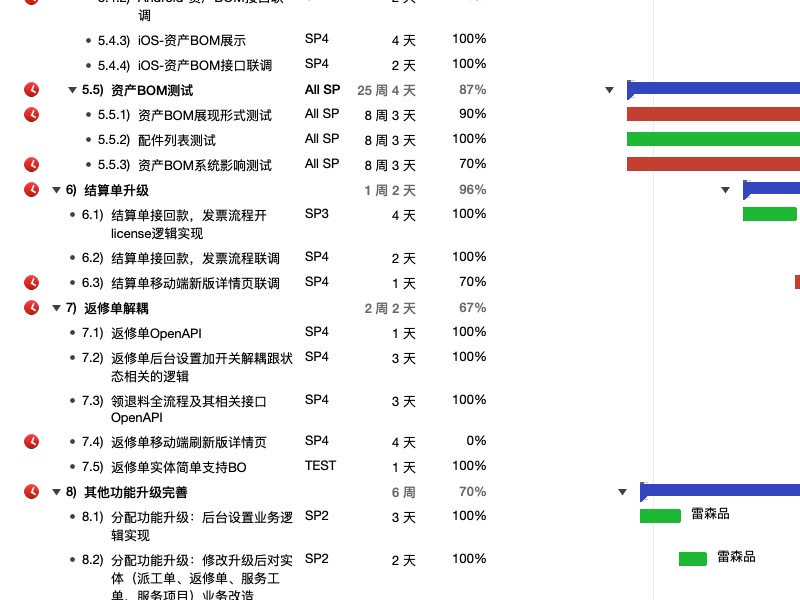 调
5.4.3) iOS-资产BOM展示 SP4 4 天 100%
5.4.4) iOS-资产BOM接口联调 SP4 2 天 100%
5.5) 资产BOM测试 All SP 25 周 4 天 87%
5.5.1) 资产BOM展现形式测试 All SP 8 周 3 天 90%
5.5.2) 配件列表测试 All SP 8 周 3 天 100%
5.5.3) 资产BOM系统影响测试 All SP 8 周 3 天 70%
6) 结算单升级 1 周 2 天 96%
6.1) 结算单接回款，发票流程开 SP3 4 天 100%
license逻辑实现
6.2) 结算单接回款，发票流程联调 SP4 2 天 100%
6.3) 结算单移动端新版详情页联调 SP4 1 天 70%
7) 返修单解耦 2 周 2 天 67%
7.1) 返修单OpenAPI SP4 1 天 100%
7.2) 返修单后台设置加开关解耦跟状 SP4 3 天 100%
态相关的逻辑
7.3) 领退料全流程及其相关接口 SP4 3 天 100%
OpenAPI
7.4) 返修单移动端刷新版详情页 SP4 4 天 0%
7.5) 返修单实体简单支持BO TEST 1 天 100%
8) 其他功能升级完善 6 周 70%
8.1) 分配功能升级：后台设置业务逻 SP2 3 天 100% 雷森品
辑实现
8.2) 分配功能升级：修改升级后对实 SP2 2 天 100% 雷森品
体（派工单、返修单、服务工
单、服务项目）业务改造